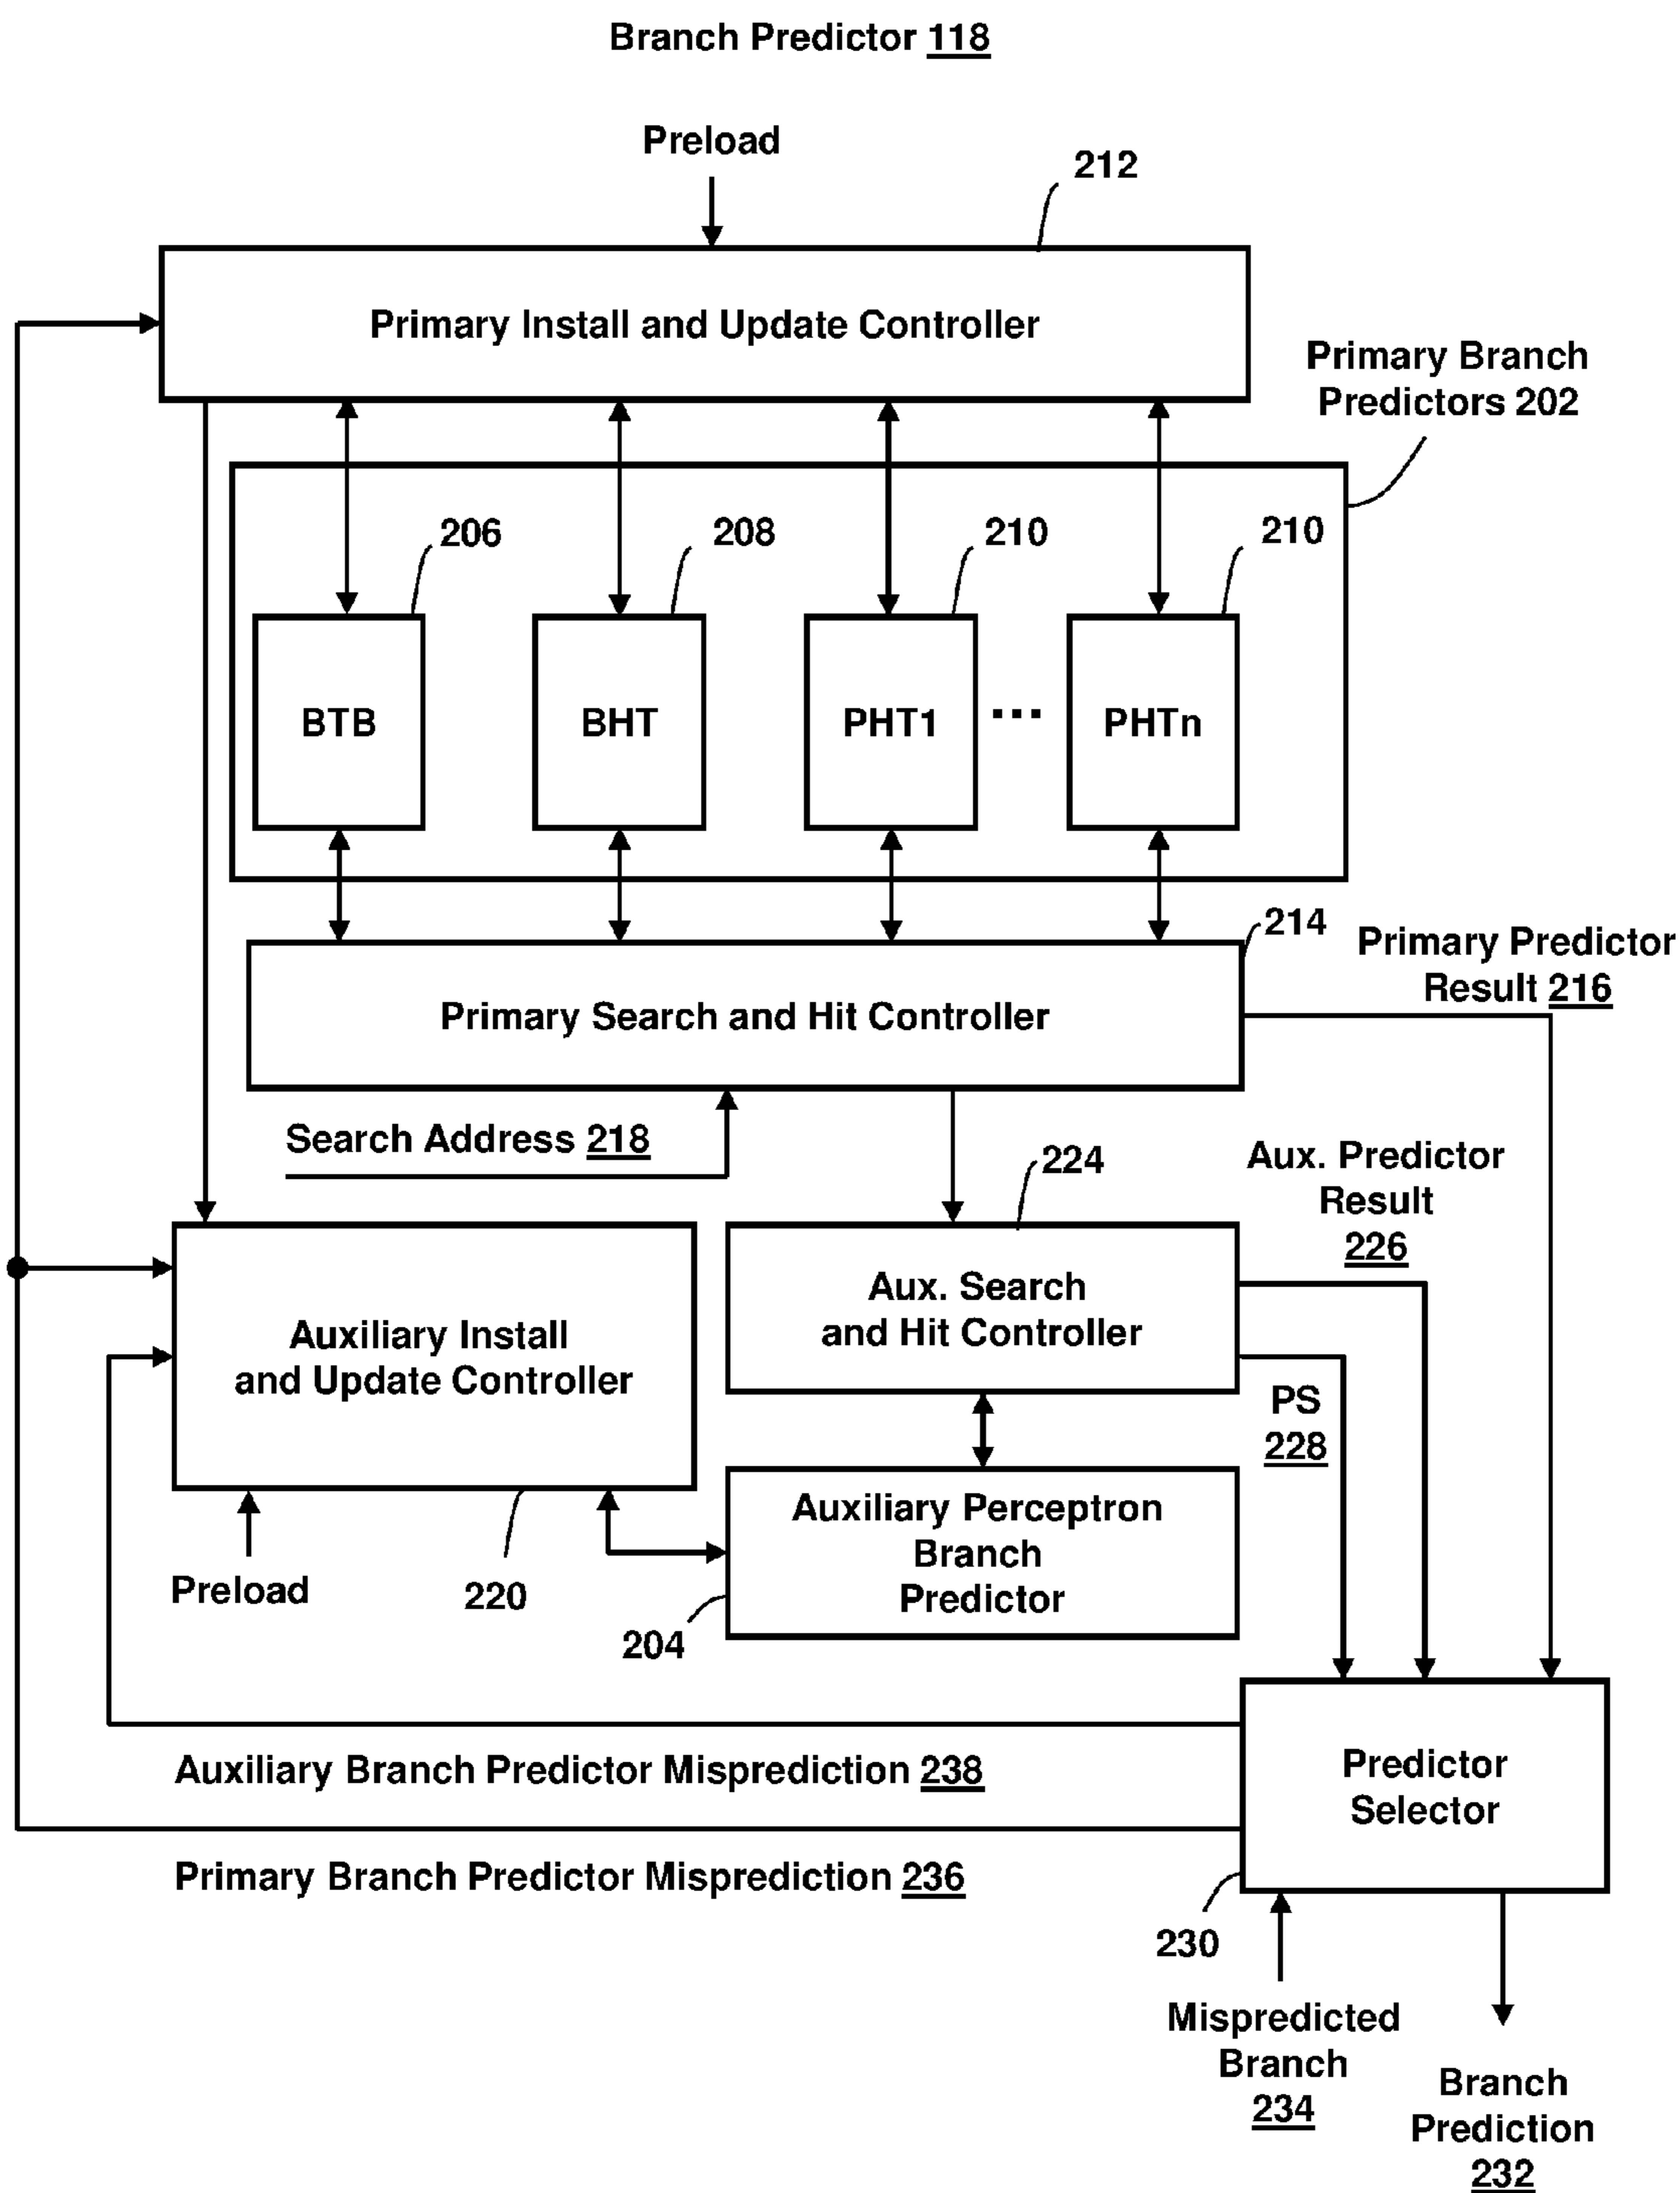 Branch Predictor 118
Preload
212
Primary Install and Update Controller
Primary Branch
Predictors 202
206
208
210
210
BTB
BHT
PHT1
...
PHTn
214
Primary Predictor
Result 216
Primary Search and Hit Controller
Search Address 218
224
Aux. Predictor
Result
226
Aux. Search
and Hit Controller
Auxiliary Install
and Update Controller
PS
228
Auxiliary Perceptron
Branch
Predictor
Preload
220
204
Auxiliary Branch Predictor Misprediction 238
Predictor
Selector
Primary Branch Predictor Misprediction 236
230
Mispredicted
Branch
234
Branch
Prediction
232